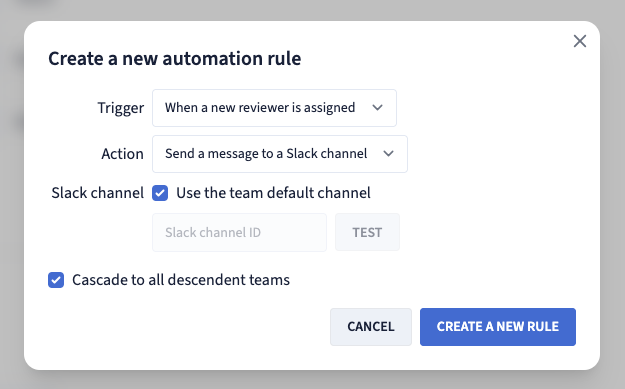 Create a new automation rule
Trigger When a new reviewer is assigned
Action Send a message to a Slack channel
Slack channel Use the team default channel
Slack channel ID TEST
Cascade to all descendent teams
CANCEL CREATE A NEW RULE